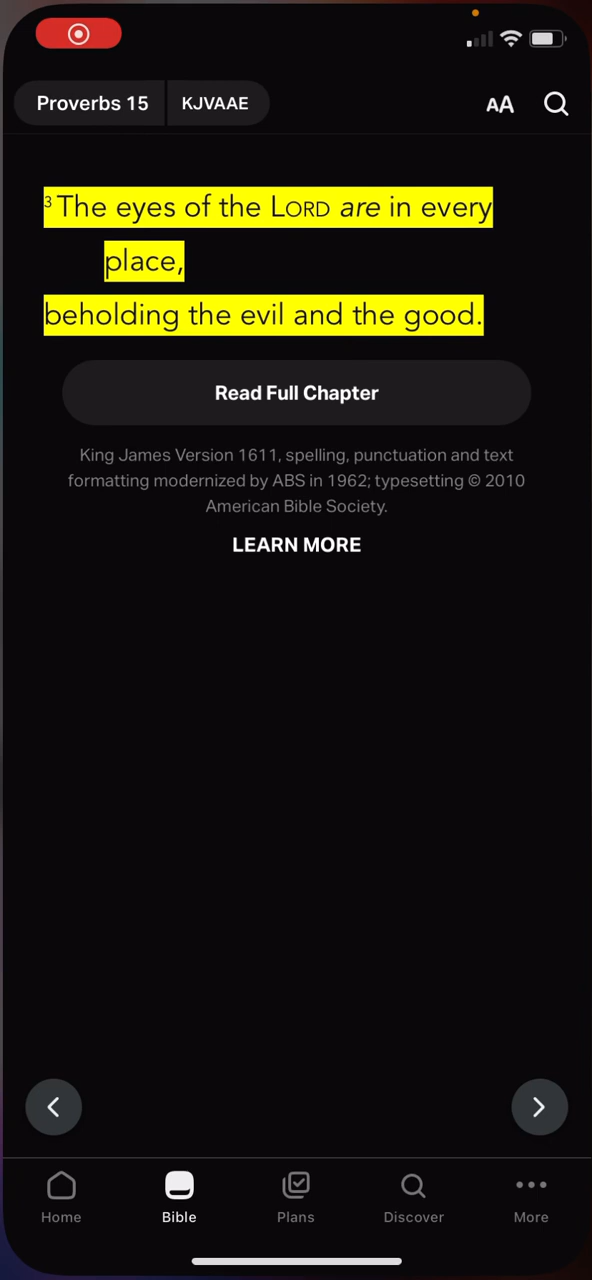 Proverbs 15 KJVAAE AA
3 The eyes of the LORD are in every
place,
beholding the evil and the good.
Read Full Chapter
King James Version 1611, spelling, punctuation and text
formatting modernized by ABS in 1962; typesetting © 2010
American Bible Society.
LEARN MORE
Home Bible Plans Discover More